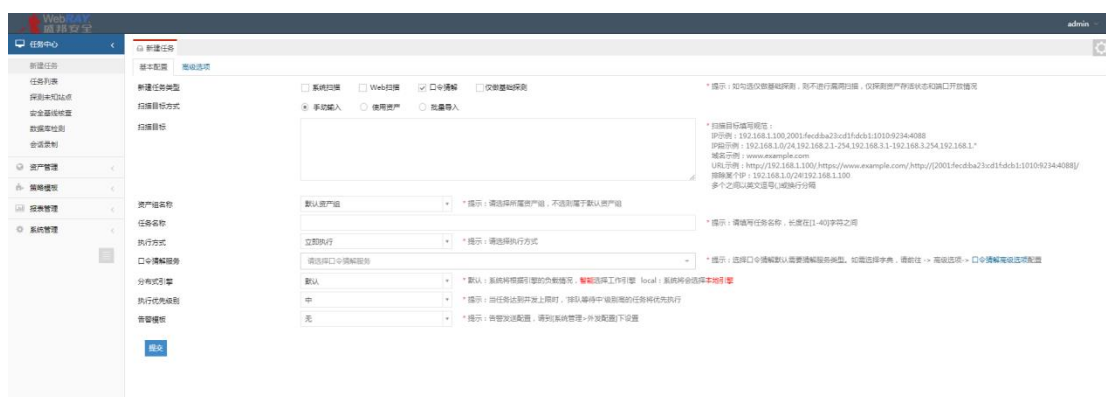 WebRAY
盛邦安全
admin
任务中心
新建任务
任务列表
探测未知站点
安全基线核查
数据库检测
会话录制
资产管理
策略模板
报表管理
系统管理
新建任务
基本配置 高级选项
新建任务类型 系统扫描 Web扫描 口令猜解 仅做基础探测 * 提示：如勾选仅做基础探测，则不进行漏洞扫描，仅探测资产存活状态和端口开放情况
扫描目标方式 手动输入 使用资产 批量导入
扫描目标
* 扫描目标填写规范：
IP示例：192.168.1.100,2001:fecd:ba23:cd1f:dcb1:1010:9234:4088
IP段示例：192.168.1.0/24,192.168.2.1-254,192.168.3.1-192.168.3.254,192.168.1.*
域名示例：www.example.com
URL示例：http://192.168.1.100/,https://www.example.com/,http://[2001:fecd:ba23:cd1f:dcb1:1010:9234:4088]/
排除某个IP：192.168.1.0/24!192.168.1.100
多个之间以英文逗号(,)或换行分隔
资产组名称 默认资产组 * 提示：请选择所属资产组，不选则属于默认资产组
任务名称 * 提示：请填写任务名称，长度在[1-40]字符之间
执行方式 立即执行 * 提示：请选择执行方式
口令猜解服务 请选择口令猜解服务 * 提示：选择口令猜解默认需要猜解服务类型。如需选择字典，请前往 -> 高级选项-> 口令猜解高级选项配置
分布式引擎 默认 * 默认：系统将根据引擎的负载情况，智能选择工作引擎 local：系统将会选择本地引擎
执行优先级别 中 * 提示：当任务达到并发上限时，'排队等待中'级别高的任务将优先执行
告警模板 无 * 提示：告警发送配置，请到[系统管理>外发配置]下设置
提交